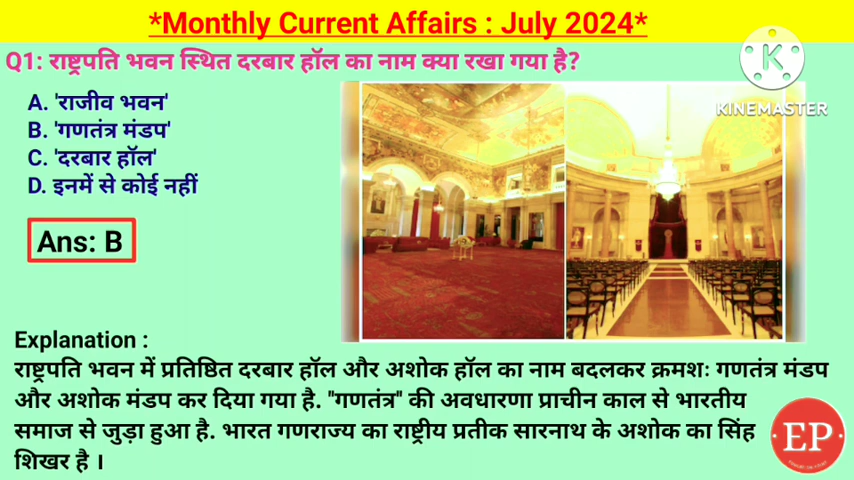 *Monthly Current Affairs : July 2024*
Q1: राष्ट्रपति भवन स्थित दरबार हॉल का नाम क्या रखा गया है?
KINEMASTER
A. 'राजीव भवन'
B. 'गणतंत्र मंडप'
C. 'दरबार हॉल'
D. इनमें से कोई नहीं
Ans: B
Explanation :
राष्ट्रपति भवन में प्रतिष्ठित दरबार हॉल और अशोक हॉल का नाम बदलकर क्रमशः गणतंत्र मंडप
और अशोक मंडप कर दिया गया है. "गणतंत्र" की अवधारणा प्राचीन काल से भारतीय
समाज से जुड़ा हुआ है. भारत गणराज्य का राष्ट्रीय प्रतीक सारनाथ के अशोक का सिंह
शिखर है ।
EP